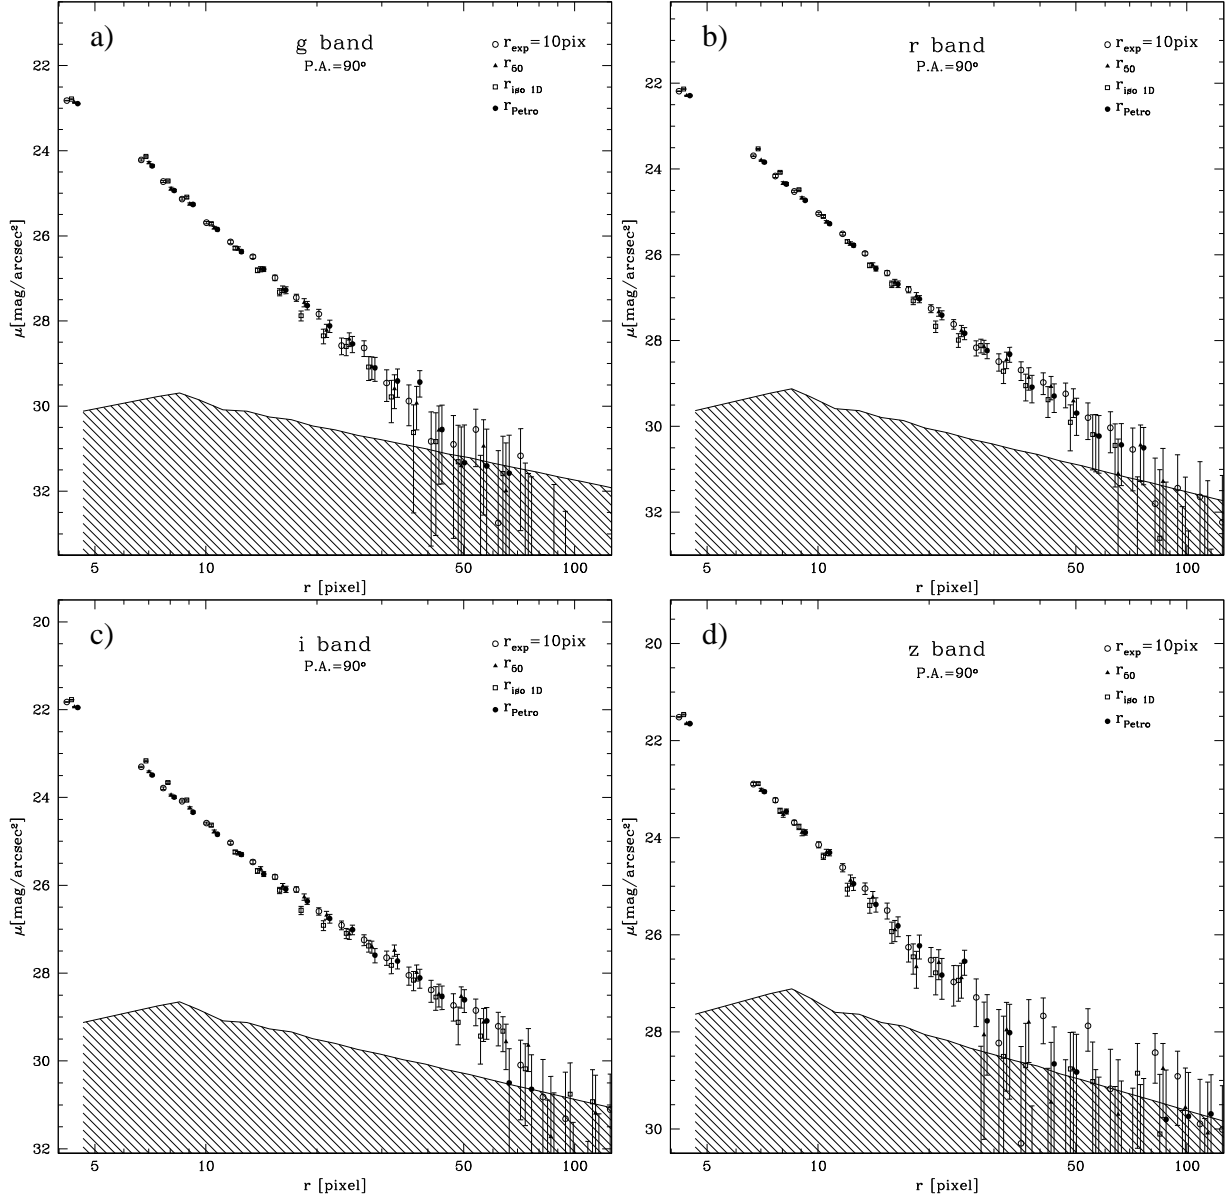 a)
g band
P.A.=90°
r_exp=10pix
r_50
r_iso 1D
r_Petro
22
24
26
28
30
32
μ[mag/arcsec²]
5 10 50 100
r [pixel]
b)
r band
P.A.=90°
r_exp=10pix
r_50
r_iso 1D
r_Petro
22
24
26
28
30
32
μ[mag/arcsec²]
5 10 50 100
r [pixel]
c)
i band
P.A.=90°
r_exp=10pix
r_50
r_iso 1D
r_Petro
20
22
24
26
28
30
32
μ[mag/arcsec²]
5 10 50 100
r [pixel]
d)
z band
P.A.=90°
r_exp=10pix
r_50
r_iso 1D
r_Petro
20
22
24
26
28
30
μ[mag/arcsec²]
5 10 50 100
r [pixel]